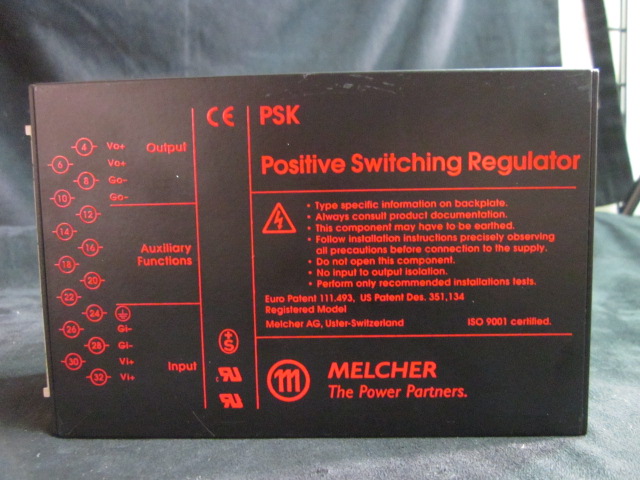 CE PSK
Positive Switching Regulator
4 Vo+ Output
6 Vo+
8 Go-
10 Go-
12
14
16 Auxiliary
18 Functions
20
22
24
26 Gi-
28 Gi-
30 Vi+ Input
32 Vi+
• Type specific information on backplate.
• Always consult product documentation.
• This component may have to be earthed.
• Follow installation instructions precisely observing
all precautions before connection to the supply.
• Do not open this component.
• No input to output isolation.
• Perform only recommended installations tests.
Euro Patent 111.493, US Patent Des. 351,134
Registered Model
Melcher AG, Uster-Switzerland ISO 9001 certified.
m MELCHER
The Power Partners.